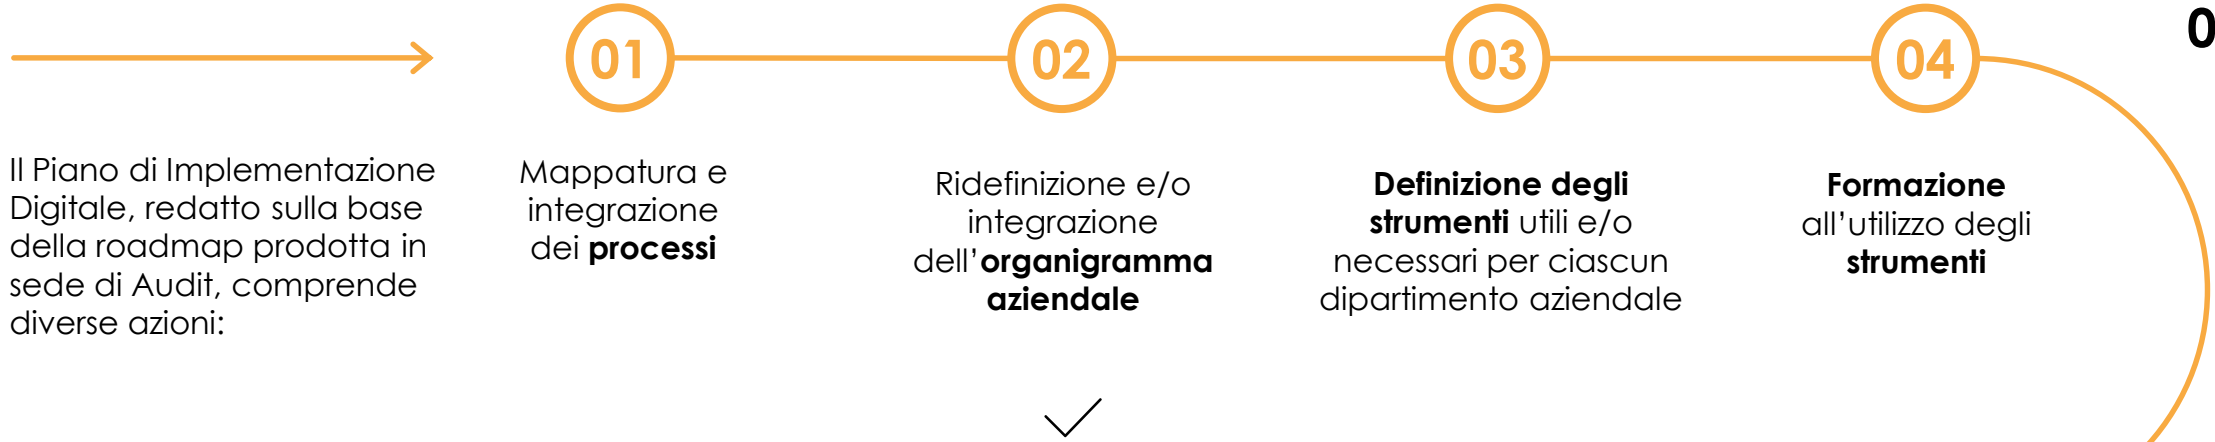 01
02
03
04
0
Il Piano di Implementazione
Digitale, redatto sulla base
della roadmap prodotta in
sede di Audit, comprende
diverse azioni:
Mappatura e
integrazione
dei processi
Ridefinizione e/o
integrazione
dell’organigramma
aziendale
Definizione degli
strumenti utili e/o
necessari per ciascun
dipartimento aziendale
Formazione
all’utilizzo degli
strumenti